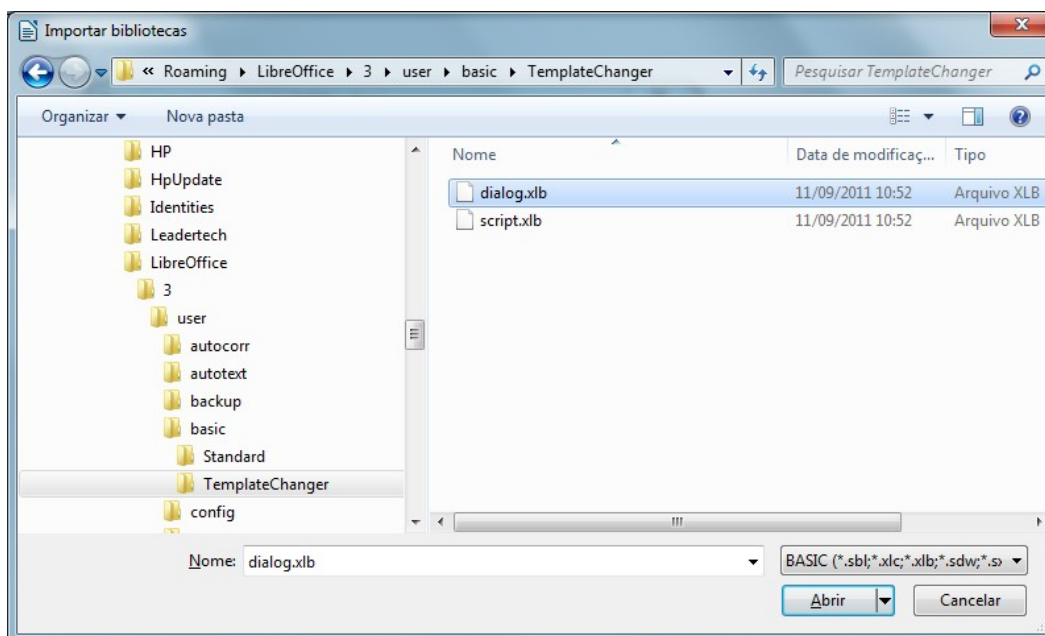 Importar bibliotecas
« Roaming ▸ LibreOffice ▸ 3 ▸ user ▸ basic ▸ TemplateChanger
Pesquisar TemplateChanger
Organizar
Nova pasta
HP
HpUpdate
Identities
Leadertech
LibreOffice
3
user
autocorr
autotext
backup
basic
Standard
TemplateChanger
config
Nome Data de modificaç... Tipo
dialog.xlb 11/09/2011 10:52 Arquivo XLB
script.xlb 11/09/2011 10:52 Arquivo XLB
Nome: dialog.xlb
BASIC (*.sbl;*.xlc;*.xlb;*.sdw;*.sx
Abrir Cancelar